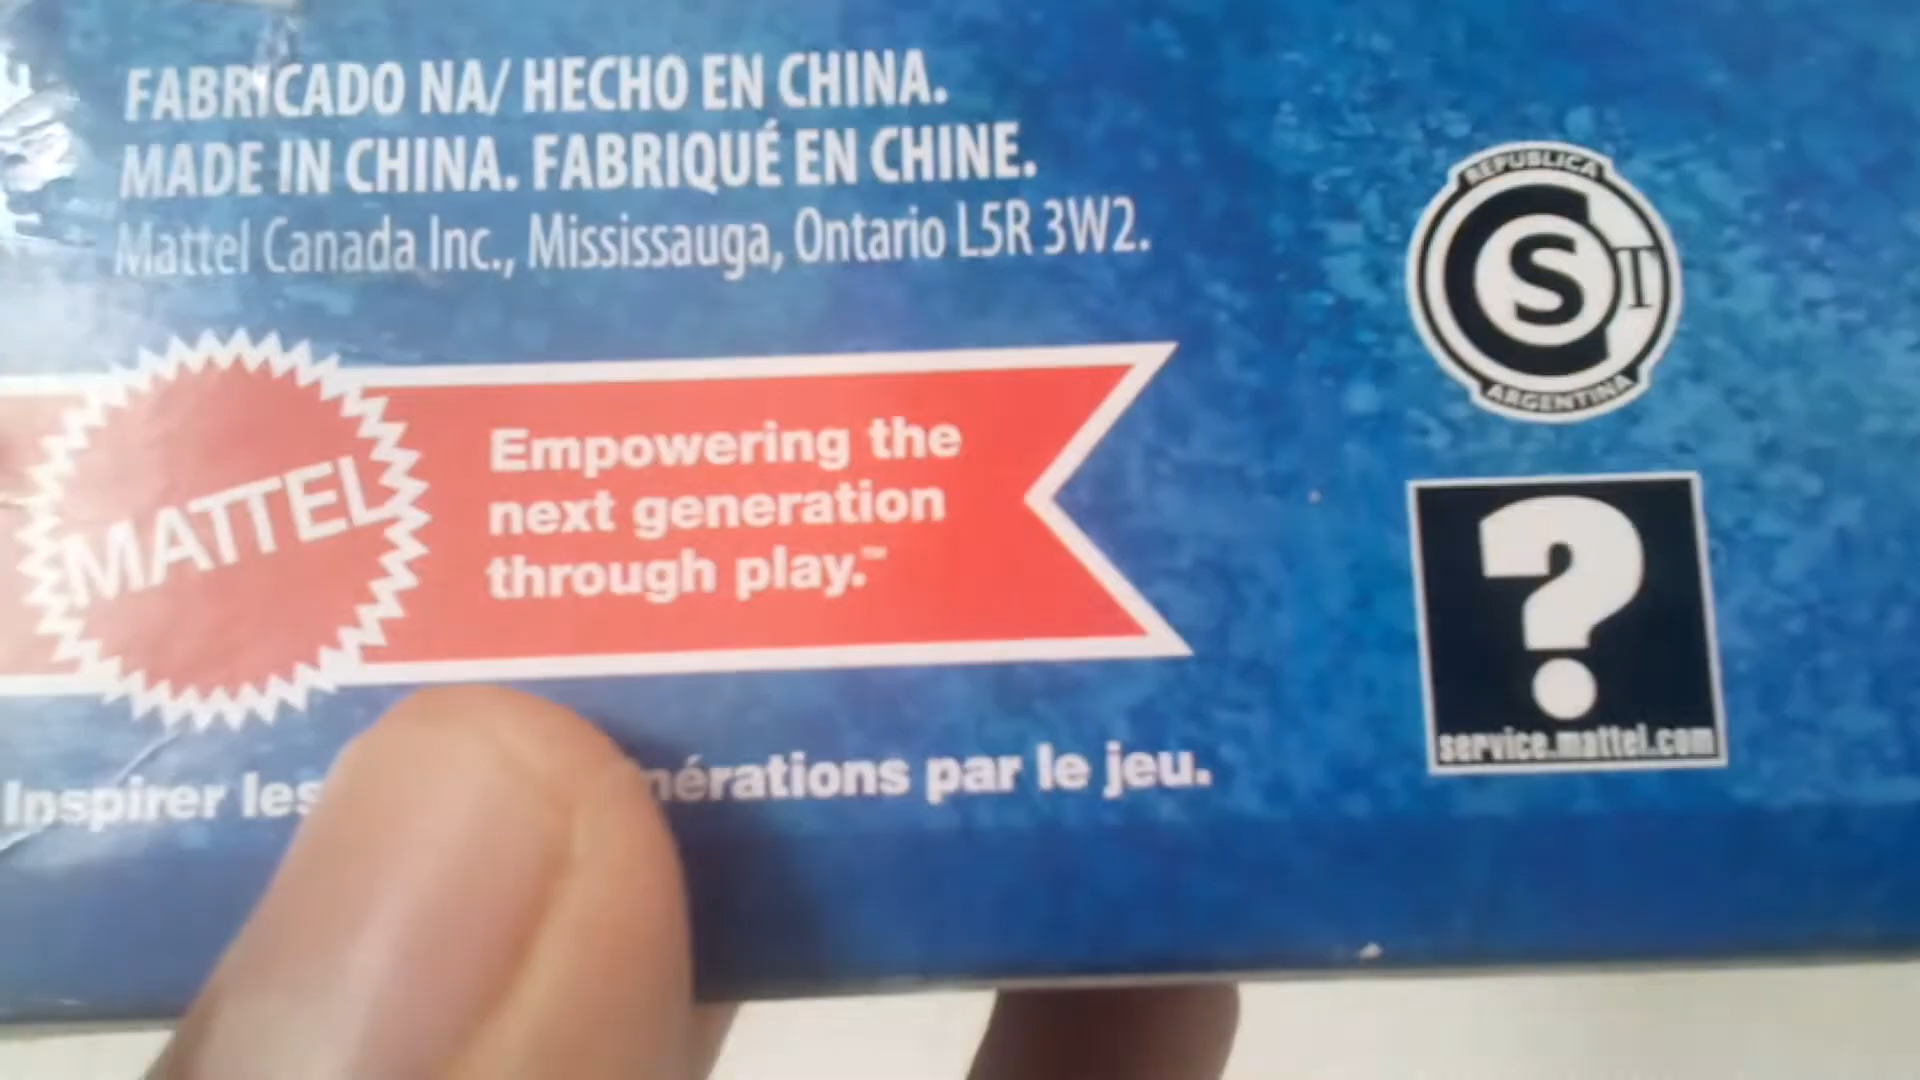 FABRICADO NA/ HECHO EN CHINA.
MADE IN CHINA. FABRIQUÉ EN CHINE.
Mattel Canada Inc., Mississauga, Ontario L5R 3W2.
REPUBLICA
CST
ARGENTINA
MATTEL
Empowering the
next generation
through play.™
?
service.mattel.com
Inspirer les par le jeu.